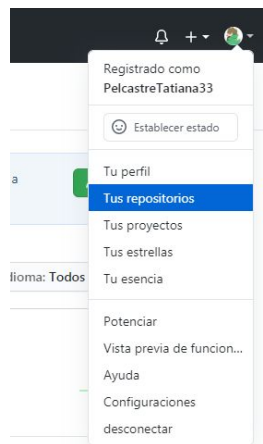 Registrado como
PelcastreTatiana33
Establecer estado
a
Tu perfil
Tus repositorios
Tus proyectos
Tus estrellas
dioma: Todos
Tu esencia
Potenciar
Vista previa de funcion...
Ayuda
Configuraciones
desconectar